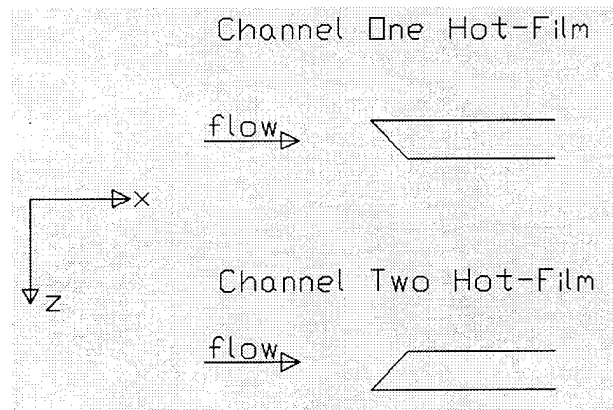 Channel One Hot-Film
flow
x
z
Channel Two Hot-Film
flow